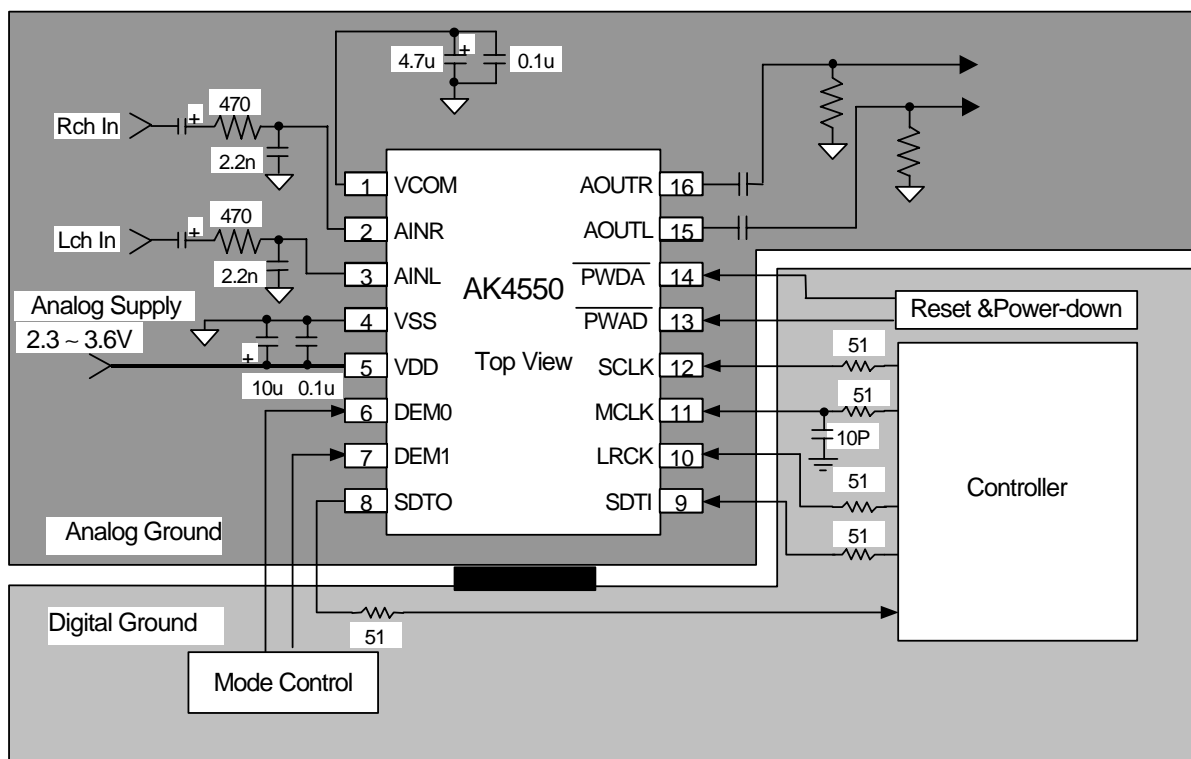 4.7u
+
0.1u
Rch In
+
470
2.2n
Lch In
+
470
2.2n
Analog Supply
2.3 ~ 3.6V
+
10u
0.1u
1
VCOM
2
AINR
3
AINL
4
VSS
5
VDD
6
DEM0
7
DEM1
8
SDTO
AK4550
Top View
AOUTR
16
AOUTL
15
PWDA
14
PWAD
13
SCLK
12
MCLK
11
LRCK
10
SDTI
9
Reset &Power-down
51
51
10P
51
51
Controller
Analog Ground
Digital Ground
51
Mode Control